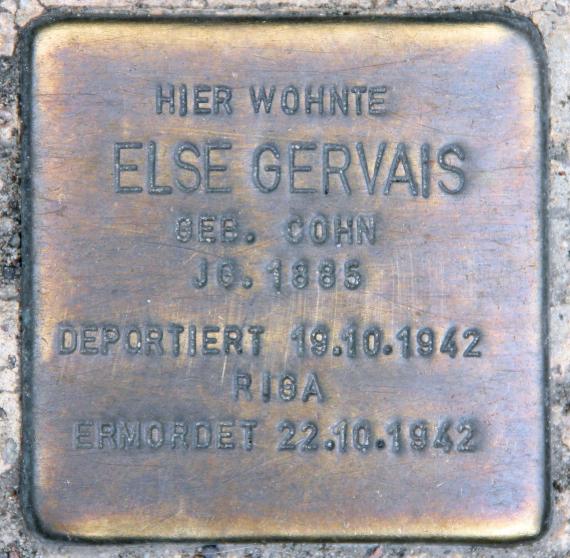 HIER WOHNTE
ELSE GERVAIS
GEB. COHN
JG. 1885
DEPORTIERT 19.10.1942
RIGA
ERMORDET 22.10.1942